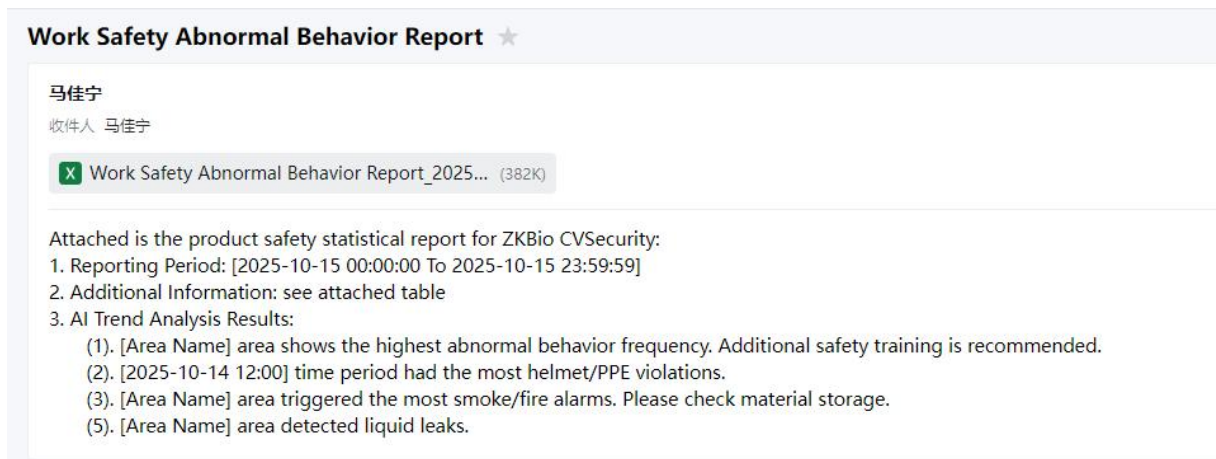 Work Safety Abnormal Behavior Report
马佳宁
收件人 马佳宁
Work Safety Abnormal Behavior Report_2025... (382K)
Attached is the product safety statistical report for ZKBio CVSecurity:
1. Reporting Period: [2025-10-15 00:00:00 To 2025-10-15 23:59:59]
2. Additional Information: see attached table
3. AI Trend Analysis Results:
(1). [Area Name] area shows the highest abnormal behavior frequency. Additional safety training is recommended.
(2). [2025-10-14 12:00] time period had the most helmet/PPE violations.
(3). [Area Name] area triggered the most smoke/fire alarms. Please check material storage.
(5). [Area Name] area detected liquid leaks.